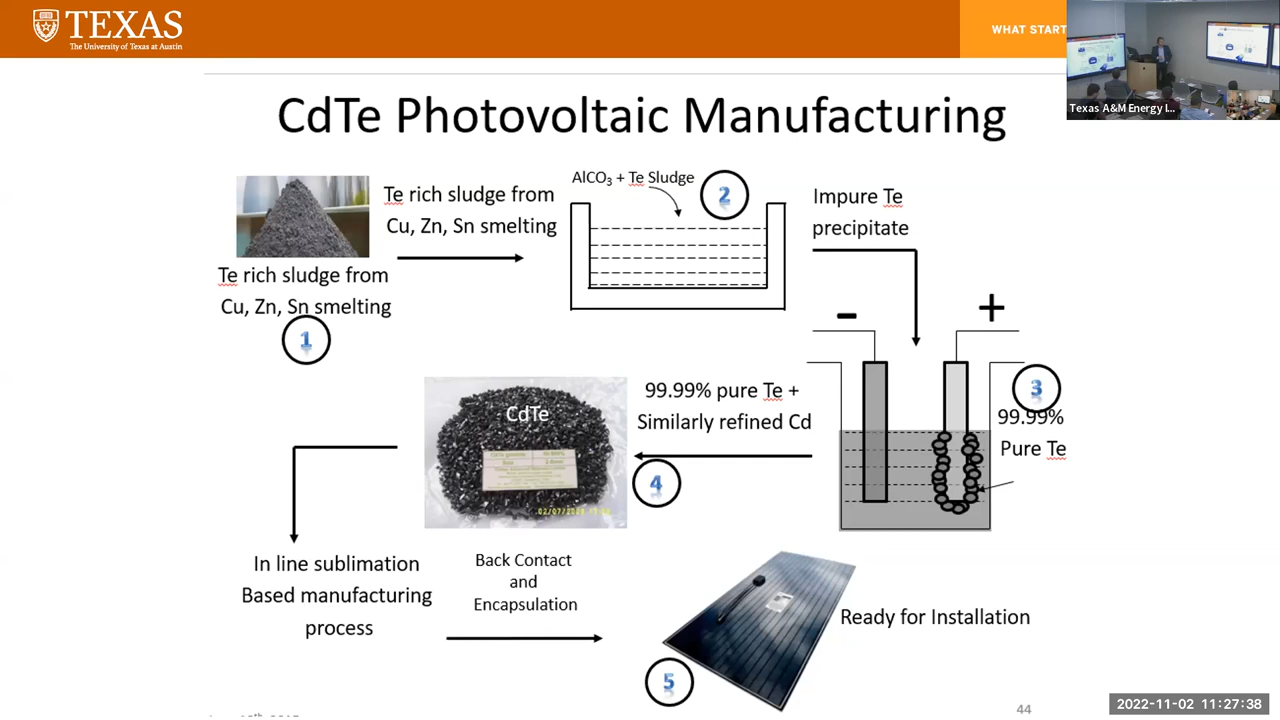 TEXAS
The University of Texas at Austin
WHAT START
Texas A&M Energy I...
CdTe Photovoltaic Manufacturing
Te rich sludge from
Cu, Zn, Sn smelting
1
Te rich sludge from
Cu, Zn, Sn smelting
AlCO₃ + Te Sludge
2
Impure Te
precipitate
-
+
3
99.99%
Pure Te
99.99% pure Te +
Similarly refined Cd
4
CdTe
In line sublimation
Based manufacturing
process
Back Contact
and
Encapsulation
5
Ready for Installation
44
2022-11-02 11:27:38